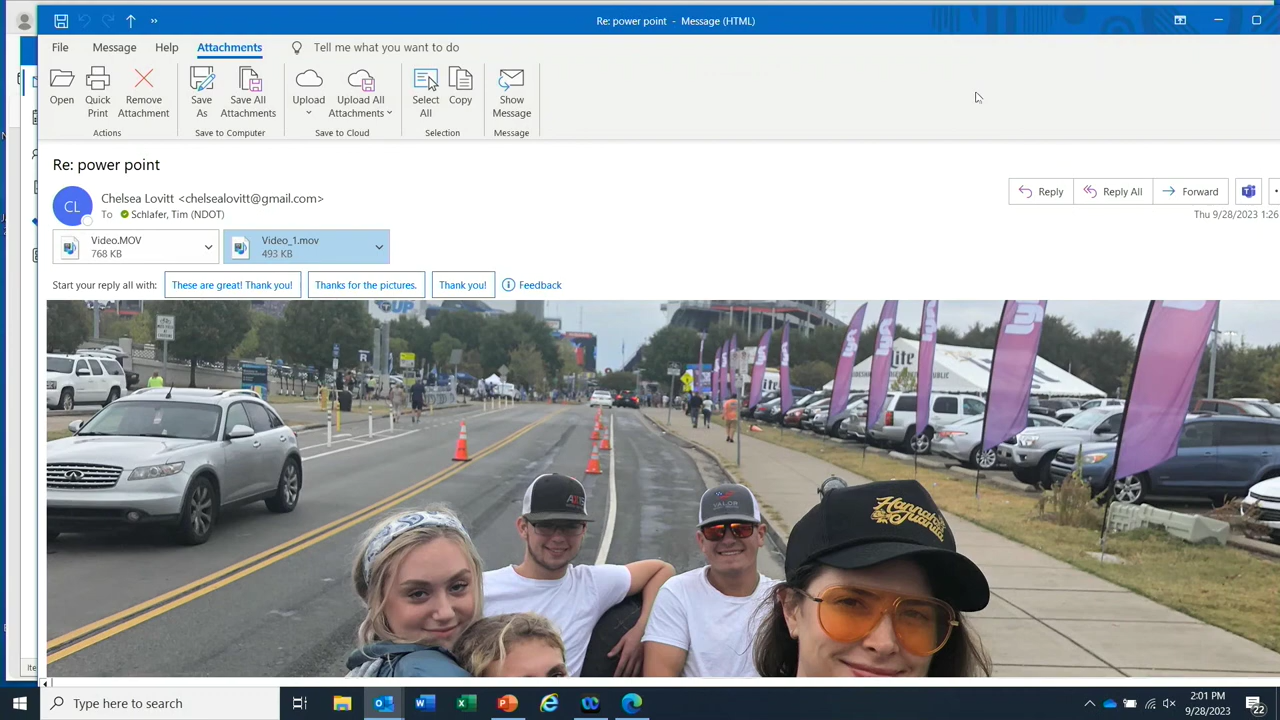 Re: power point - Message (HTML)
File Message Help Attachments Tell me what you want to do
Open
Quick Print
Remove Attachment
Save As
Save All Attachments
Upload
Upload All Attachments
Select All
Copy
Show Message
Actions
Save to Computer
Save to Cloud
Selection
Message
Re: power point
CL
Chelsea Lovitt <chelsealovitt@gmail.com>
To Schlafer, Tim (NDOT)
Reply
Reply All
Forward
Thu 9/28/2023 1:26
Video.MOV
768 KB
Video_1.mov
493 KB
Start your reply all with:
These are great! Thank you!
Thanks for the pictures.
Thank you!
Feedback
Lite
Type here to search
2:01 PM
9/28/2023
22